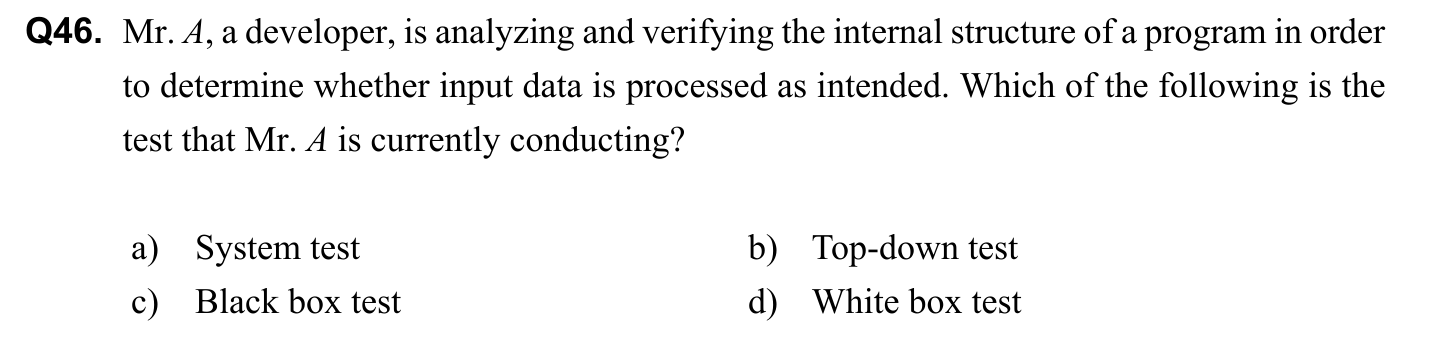 Q46. Mr. A, a developer, is analyzing and verifying the internal structure of a program in order
to determine whether input data is processed as intended. Which of the following is the
test that Mr. A is currently conducting?
a) System test b) Top-down test
c) Black box test d) White box test